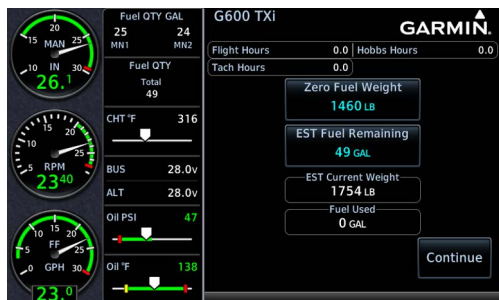 20
15 25
MAN
10 IN 30
26.1
15 20
10 25
5 RPM
2340
15 20
10 25
5 FF
0 GPH 30
23.0
Fuel QTY GAL
25 24
MN1 MN2
Fuel QTY
Total
49
CHT °F 316
BUS 28.0v
ALT 28.0v
Oil PSI 47
Oil °F 138
G600 TXi
GARMIN.
Flight Hours 0.0 Hobbs Hours 0.0
Tach Hours 0.0
Zero Fuel Weight
1460 LB
EST Fuel Remaining
49 GAL
EST Current Weight
1754 LB
Fuel Used
0 GAL
Continue